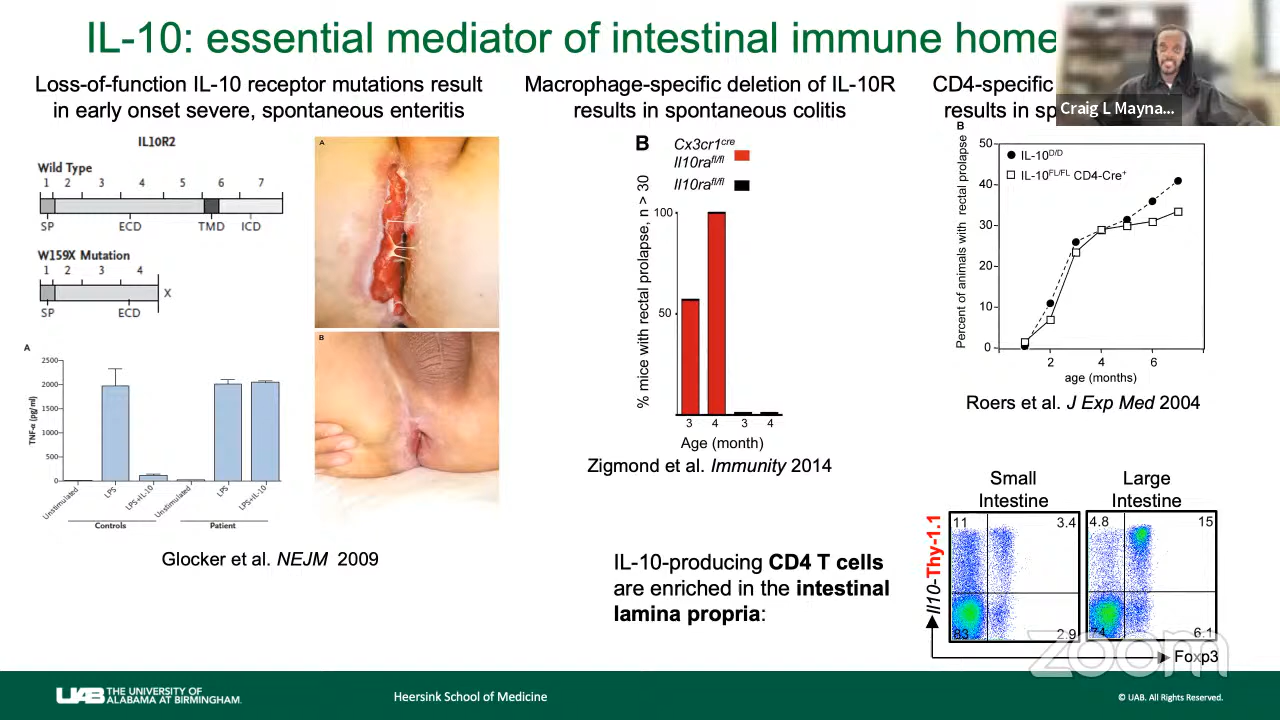 IL-10: essential mediator of intestinal immune home
Craig L Mayna...
Loss-of-function IL-10 receptor mutations result
in early onset severe, spontaneous enteritis
IL10R2
Wild Type
1 2 3 4 5 6 7
SP ECD TMD ICD
W159X Mutation
1 2 3 4
X
SP ECD
A
TNF-α (pg/ml)
2500
2000
1500
1000
500
0
Unstimulated LPS LPS+IL-10 Unstimulated LPS LPS+IL-10
Controls Patient
A
B
Glocker et al. NEJM 2009
Macrophage-specific deletion of IL-10R
results in spontaneous colitis
B
Cx3cr1cre
Il10rafl/fl
Il10rafl/fl
% mice with rectal prolapse, n > 30
100
50
3 4 3 4
Age (month)
Zigmond et al. Immunity 2014
CD4-specific
results in sp
B
Percent of animals with rectal prolapse
50
40
30
20
10
0
IL-10D/D
IL-10FL/FL CD4-Cre+
2 4 6
age (months)
Roers et al. J Exp Med 2004
IL-10-producing CD4 T cells
are enriched in the intestinal
lamina propria:
Small
Intestine
Large
Intestine
Il10-Thy-1.1
11 3.4
83 2.9
4.8 15
74 6.1
Foxp3
zoom
UAB THE UNIVERSITY OF
ALABAMA AT BIRMINGHAM.
Heersink School of Medicine
© UAB. All Rights Reserved.